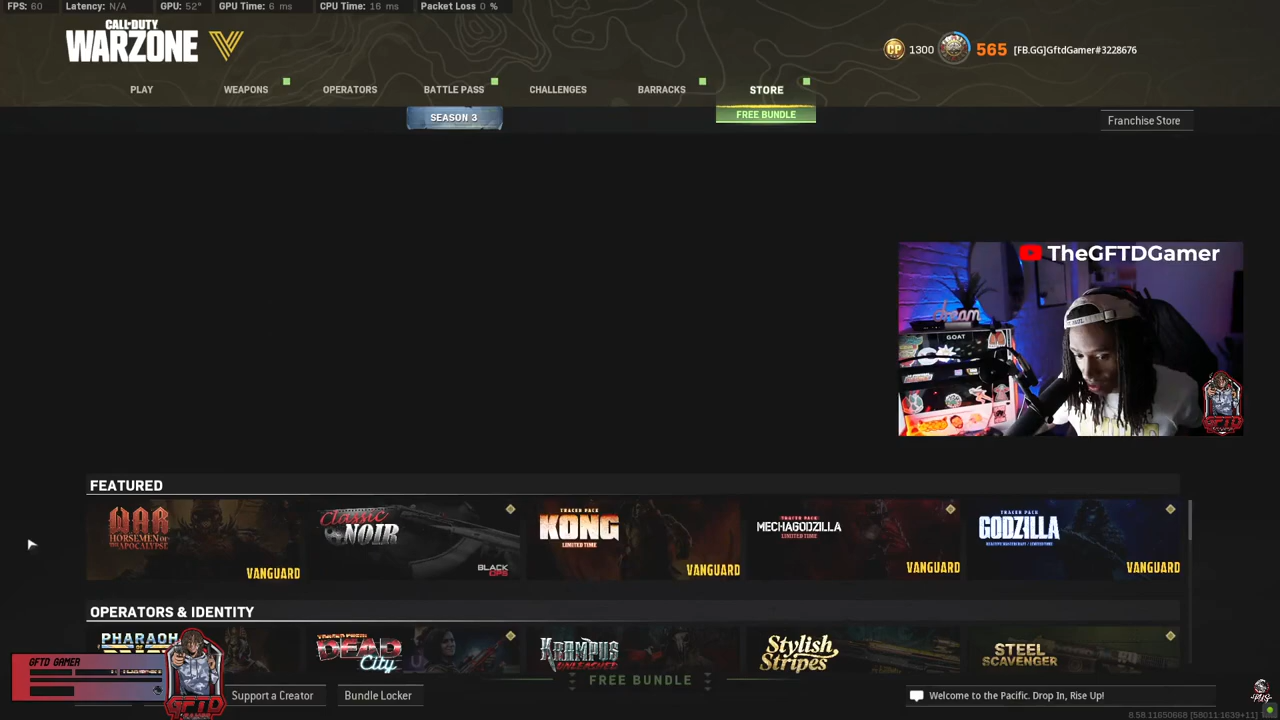 FPS: 60 Latency: N/A GPU: 52° GPU Time: 6 ms CPU Time: 16 ms Packet Loss 0 %
CALL·DUTY
WARZONE
CP 1300 565 [FB.GG]GftdGamer#3228676
PLAY WEAPONS OPERATORS BATTLE PASS CHALLENGES BARRACKS STORE
SEASON 3 FREE BUNDLE Franchise Store
TheGFTDGamer
dream
GOAT
FEATURED
WAR
HORSEMEN OF
THE APOCALYPSE
VANGUARD
Classic
NOIR
BLACK
OPS
TRACER PACK
KONG
LIMITED TIME
VANGUARD
TRACER PACK
MECHAGODZILLA
LIMITED TIME
VANGUARD
TRACER PACK
GODZILLA
VANGUARD
OPERATORS & IDENTITY
PHARAOH
DEAD
City
KRAMPUS
UNLEASHED
Stylish
Stripes
STEEL
SCAVENGER
FREE BUNDLE
GFTD GAMER
GFTD
Support a Creator Bundle Locker
Welcome to the Pacific. Drop In, Rise Up!